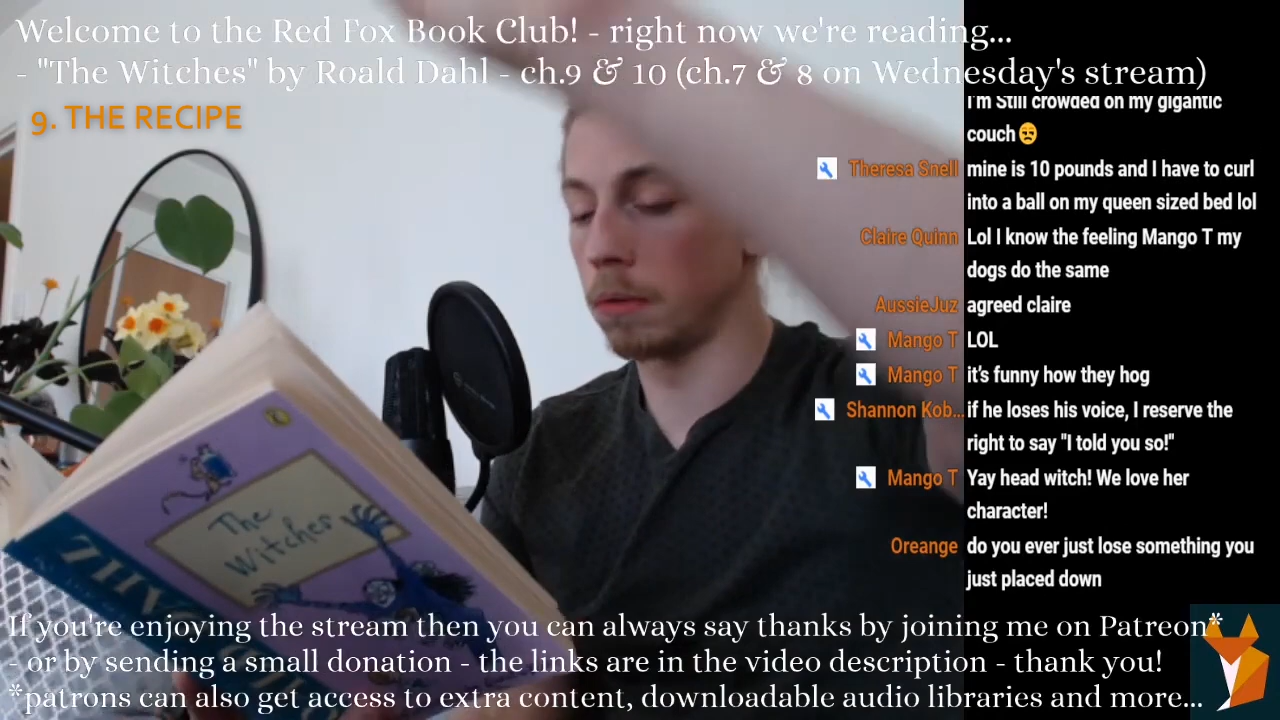 Welcome to the Red Fox Book Club! - right now we're reading...
- "The Witches" by Roald Dahl - ch.9 & 10 (ch.7 & 8 on Wednesday's stream)
9. THE RECIPE
I'm Still crowded on my gigantic
couch😒
Theresa Snell mine is 10 pounds and I have to curl
into a ball on my queen sized bed lol
Claire Quinn Lol I know the feeling Mango T my
dogs do the same
AussieJuz agreed claire
Mango T LOL
Mango T it's funny how they hog
Shannon Kob... if he loses his voice, I reserve the
right to say "I told you so!"
Mango T Yay head witch! We love her
character!
Oreange do you ever just lose something you
just placed down
The
Witches
If you're enjoying the stream then you can always say thanks by joining me on Patreon*
- or by sending a small donation - the links are in the video description - thank you!
*patrons can also get access to extra content, downloadable audio libraries and more...